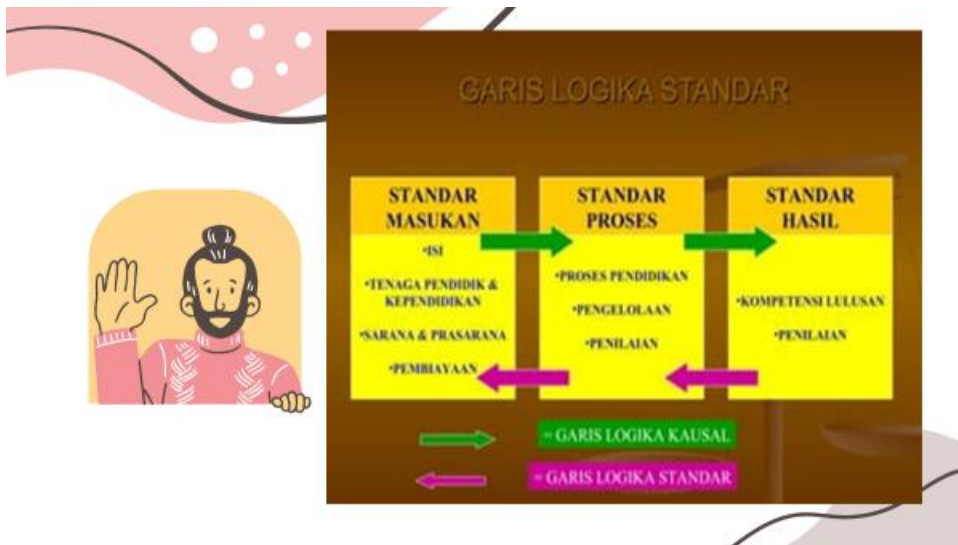 GARIS LOGIKA STANDAR
STANDAR
MASUKAN
•ISI
•TENAGA PENDIDIK &
KEPENDIDIKAN
•SARANA & PRASARANA
•PEMBIAYAAN
STANDAR
PROSES
•PROSES PENDIDIKAN
•PENGELOLAAN
•PENILAIAN
STANDAR
HASIL
•KOMPETENSI LULUSAN
•PENILAIAN
= GARIS LOGIKA KAUSAL
= GARIS LOGIKA STANDAR